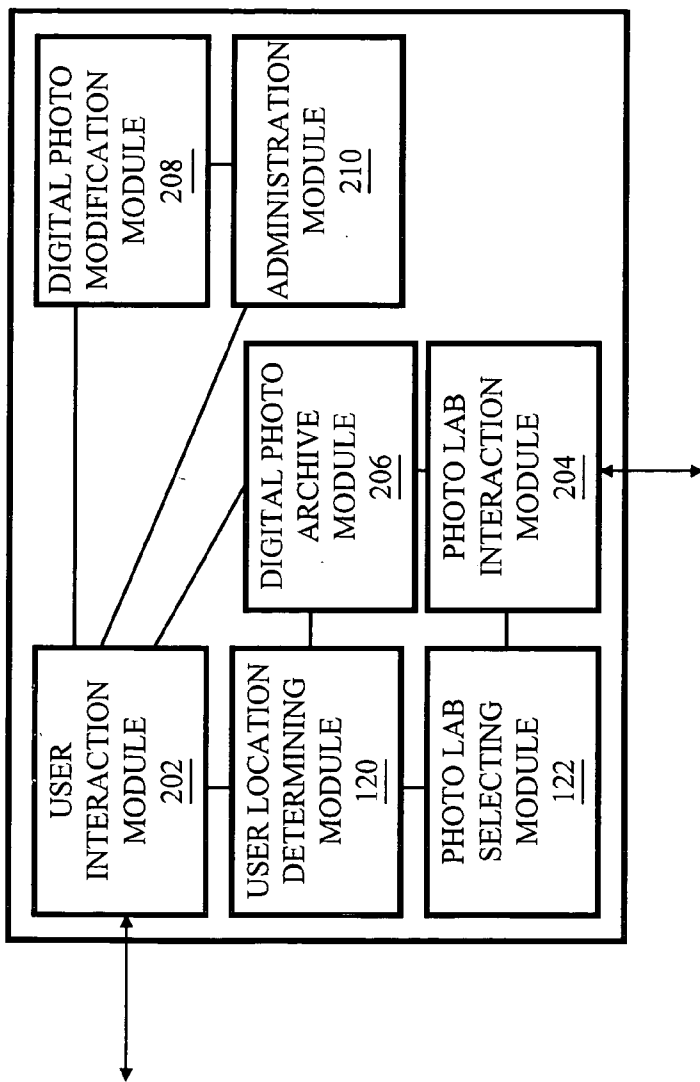 USER
INTERACTION
MODULE
202
DIGITAL PHOTO
MODIFICATION
MODULE
208
USER LOCATION
DETERMINING
MODULE
120
DIGITAL PHOTO
ARCHIVE
MODULE
206
ADMINISTRATION
MODULE
210
PHOTO LAB
SELECTING
MODULE
122
PHOTO LAB
INTERACTION
MODULE
204